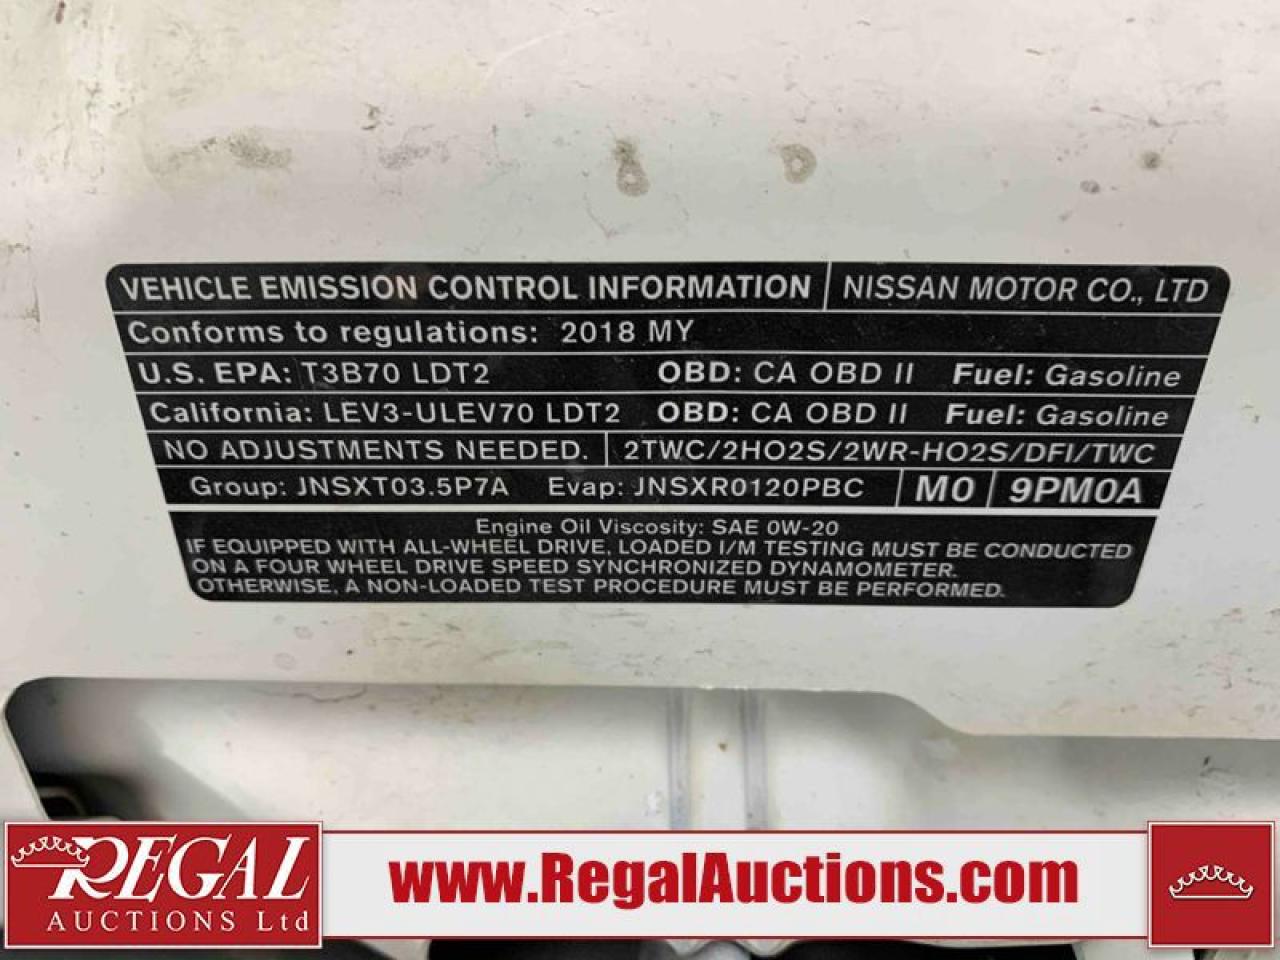 VEHICLE EMISSION CONTROL INFORMATION NISSAN MOTOR CO., LTD
Conforms to regulations: 2018 MY
U.S. EPA: T3B70 LDT2 OBD: CA OBD II Fuel: Gasoline
California: LEV3-ULEV70 LDT2 OBD: CA OBD II Fuel: Gasoline
NO ADJUSTMENTS NEEDED. 2TWC/2HO2S/2WR-HO2S/DFI/TWC
Group: JNSXT03.5P7A Evap: JNSXR0120PBC M0 9PM0A
Engine Oil Viscosity: SAE 0W-20
IF EQUIPPED WITH ALL-WHEEL DRIVE, LOADED I/M TESTING MUST BE CONDUCTED
ON A FOUR WHEEL DRIVE SPEED SYNCHRONIZED DYNAMOMETER.
OTHERWISE, A NON-LOADED TEST PROCEDURE MUST BE PERFORMED.
REGAL
AUCTIONS Ltd
www.RegalAuctions.com